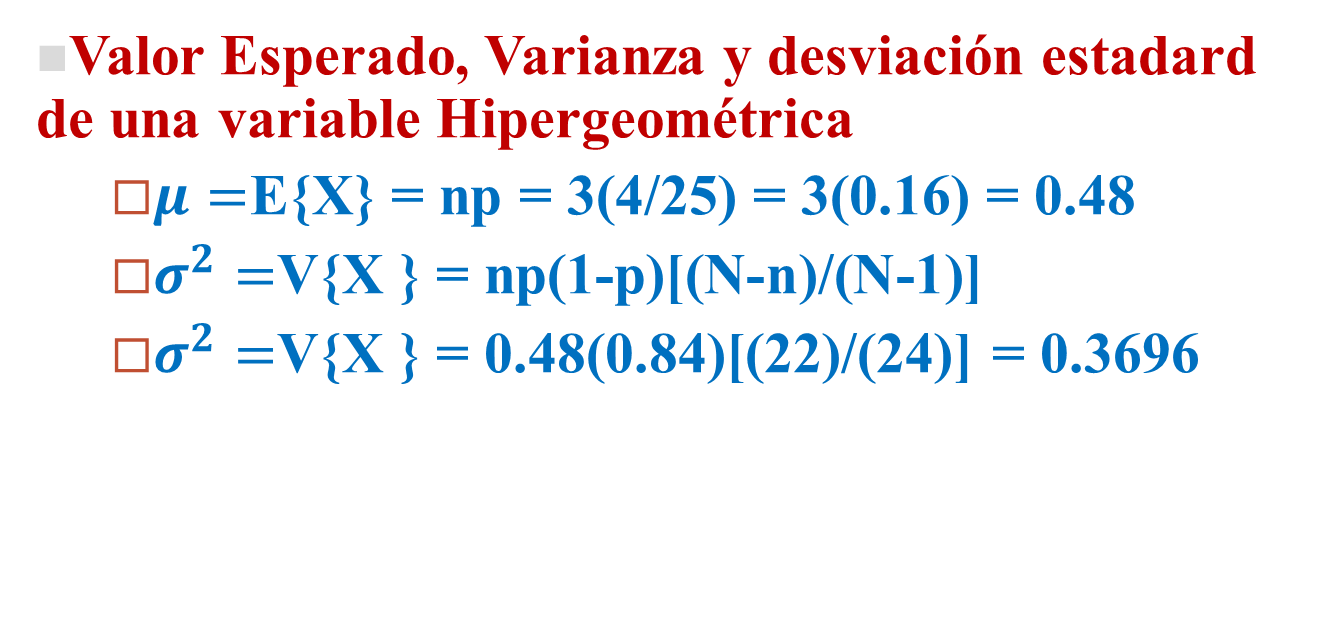 Valor Esperado, Varianza y desviación estadard
de una variable Hipergeométrica
μ =E{X} = np = 3(4/25) = 3(0.16) = 0.48
σ² =V{X } = np(1-p)[(N-n)/(N-1)]
σ² =V{X } = 0.48(0.84)[(22)/(24)] = 0.3696